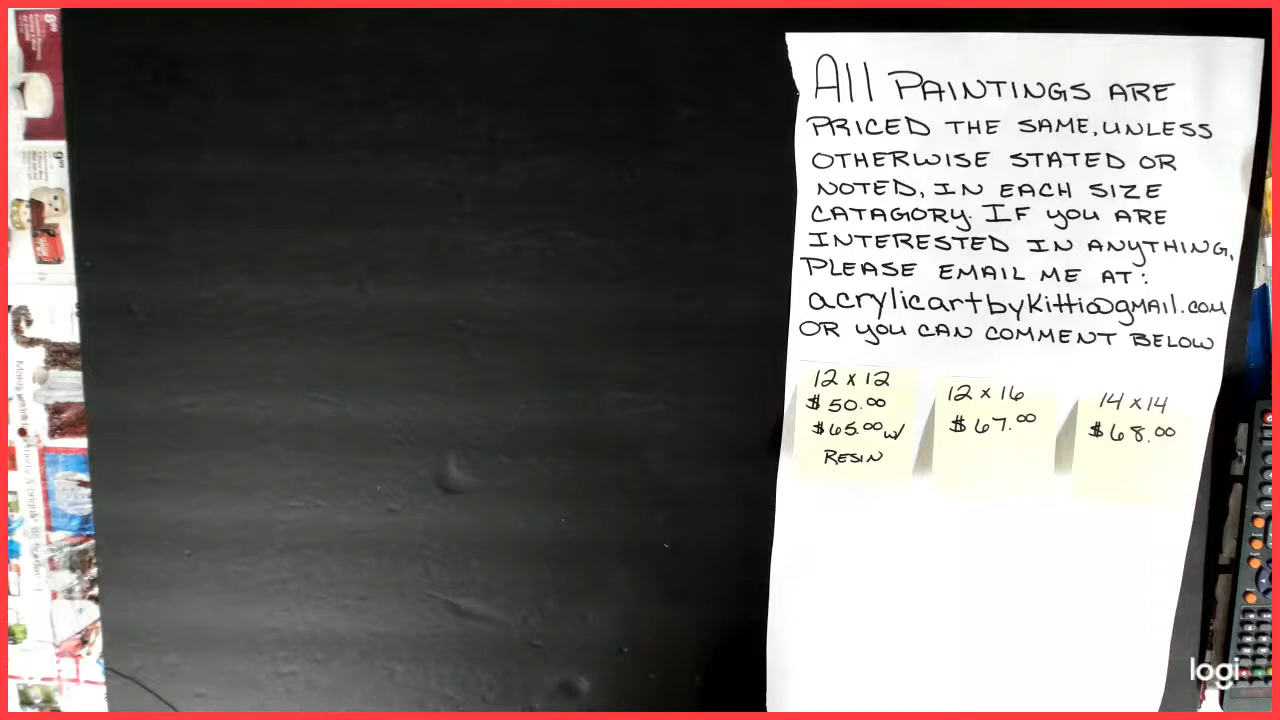 All PAINTINGS ARE
PRICED THE SAME, UNLESS
OTHERWISE STATED OR
NOTED, IN EACH SIZE
CATAGORY. IF YOU ARE
INTERESTED IN ANYTHING,
PLEASE EMAIL ME AT:
acrylicartbykitti@gmail.com
OR YOU CAN COMMENT BELOW
12 x 12
$50.00
$65.00 w/
RESIN
12 x 16
$67.00
14 x 14
$68.00
logi